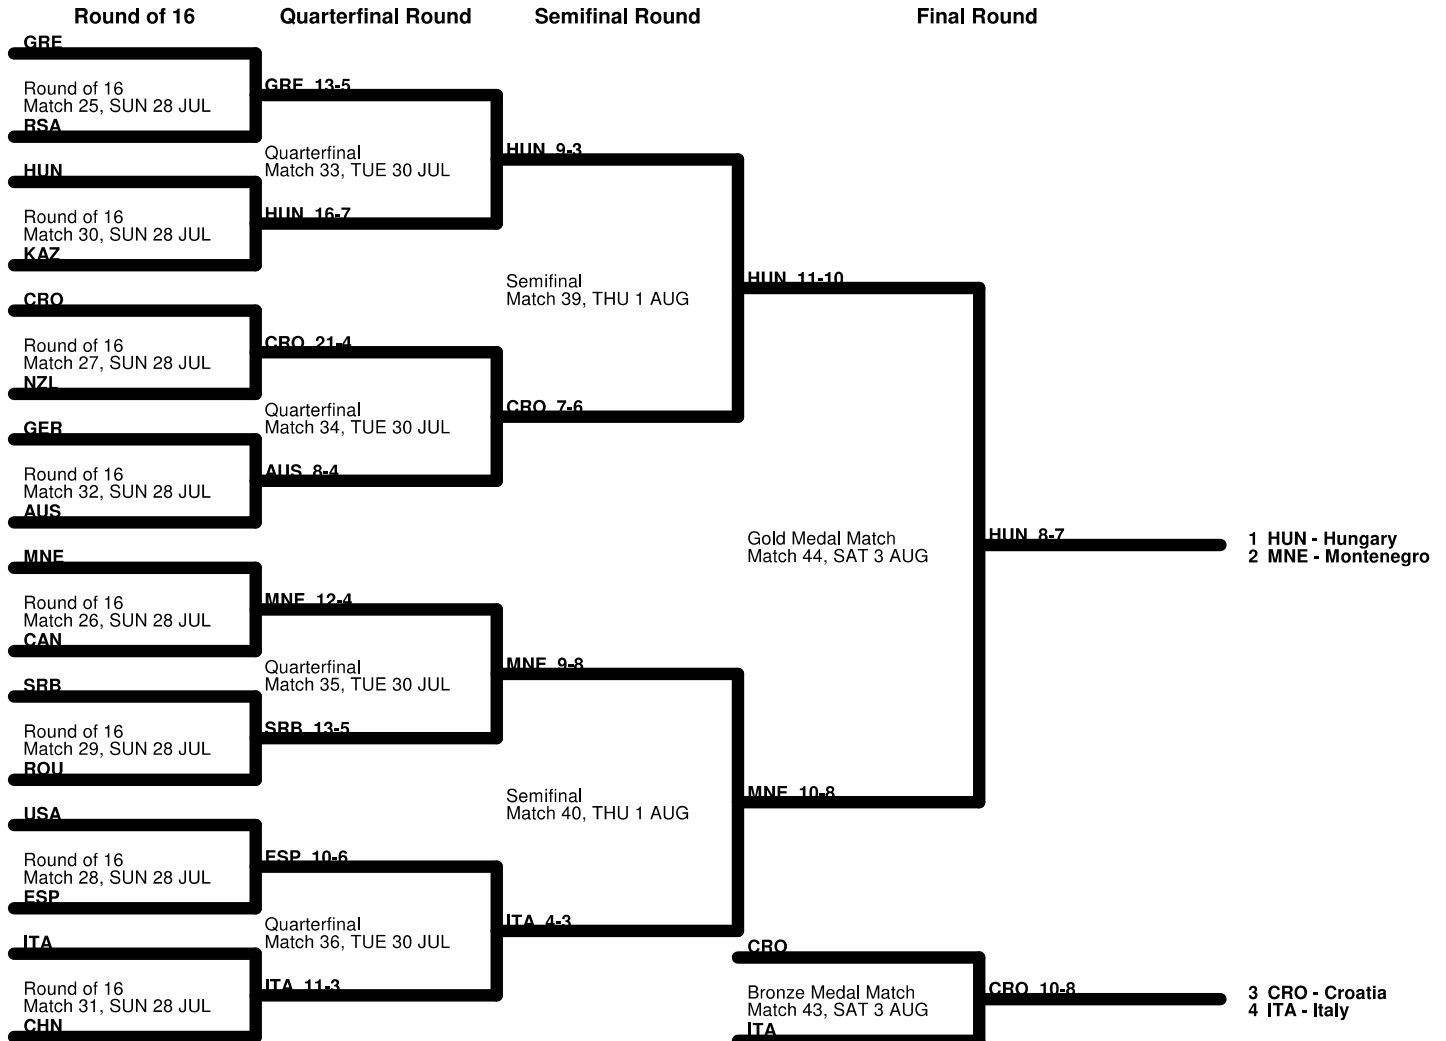 Round of 16
Quarterfinal Round
Semifinal Round
Final Round
GRE
Round of 16
Match 25, SUN 28 JUL
RSA
HUN
Round of 16
Match 30, SUN 28 JUL
KAZ
CRO
Round of 16
Match 27, SUN 28 JUL
NZL
GER
Round of 16
Match 32, SUN 28 JUL
AUS
MNE
Round of 16
Match 26, SUN 28 JUL
CAN
SRB
Round of 16
Match 29, SUN 28 JUL
ROU
USA
Round of 16
Match 28, SUN 28 JUL
ESP
ITA
Round of 16
Match 31, SUN 28 JUL
CHN
GRE 13-5
Quarterfinal
Match 33, TUE 30 JUL
HUN 16-7
CRO 21-4
Quarterfinal
Match 34, TUE 30 JUL
AUS 8-4
MNE 12-4
Quarterfinal
Match 35, TUE 30 JUL
SRB 13-5
ESP 10-6
Quarterfinal
Match 36, TUE 30 JUL
ITA 11-3
HUN 9-3
Semifinal
Match 39, THU 1 AUG
CRO 7-6
MNE 9-8
Semifinal
Match 40, THU 1 AUG
ITA 4-3
HUN 11-10
Gold Medal Match
Match 44, SAT 3 AUG
MNE 10-8
CRO
Bronze Medal Match
Match 43, SAT 3 AUG
ITA
HUN 8-7
1 HUN - Hungary
2 MNE - Montenegro
CRO 10-8
3 CRO - Croatia
4 ITA - Italy